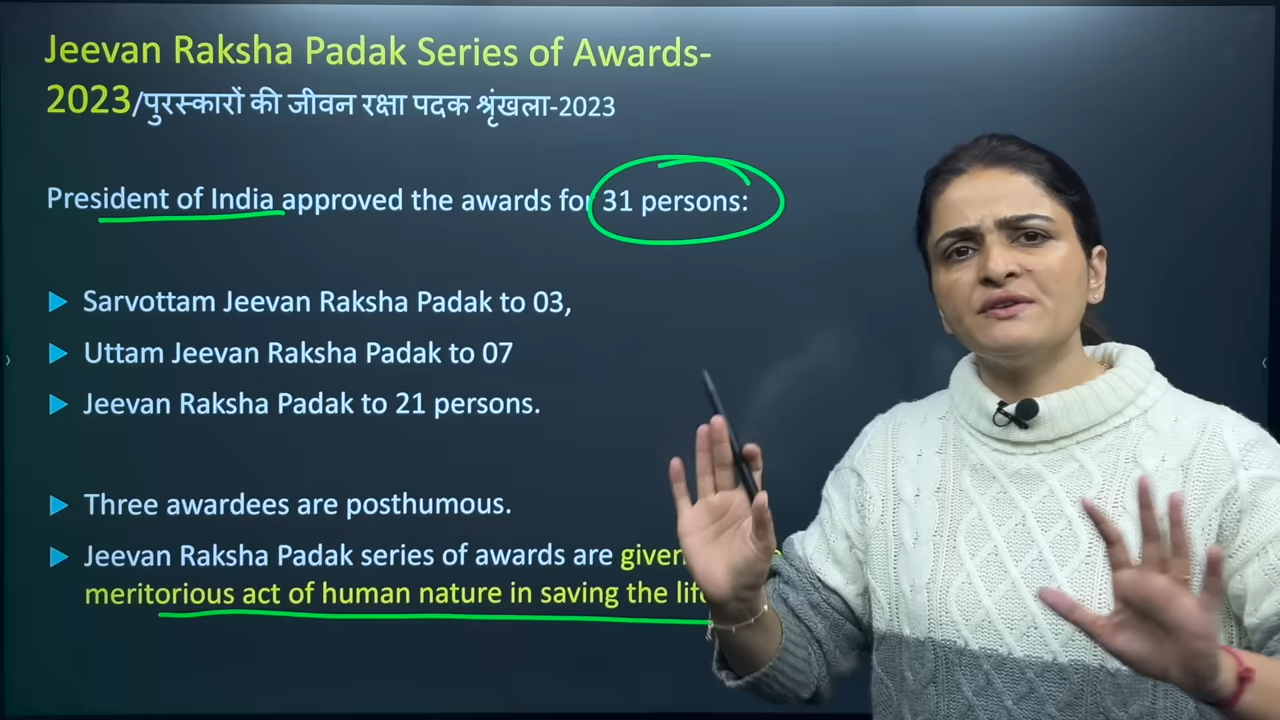 Jeevan Raksha Padak Series of Awards-
2023/पुरस्कारों की जीवन रक्षा पदक श्रृंखला-2023
President of India approved the awards for 31 persons:
Sarvottam Jeevan Raksha Padak to 03,
Uttam Jeevan Raksha Padak to 07
Jeevan Raksha Padak to 21 persons.
Three awardees are posthumous.
Jeevan Raksha Padak series of awards are given
meritorious act of human nature in saving the